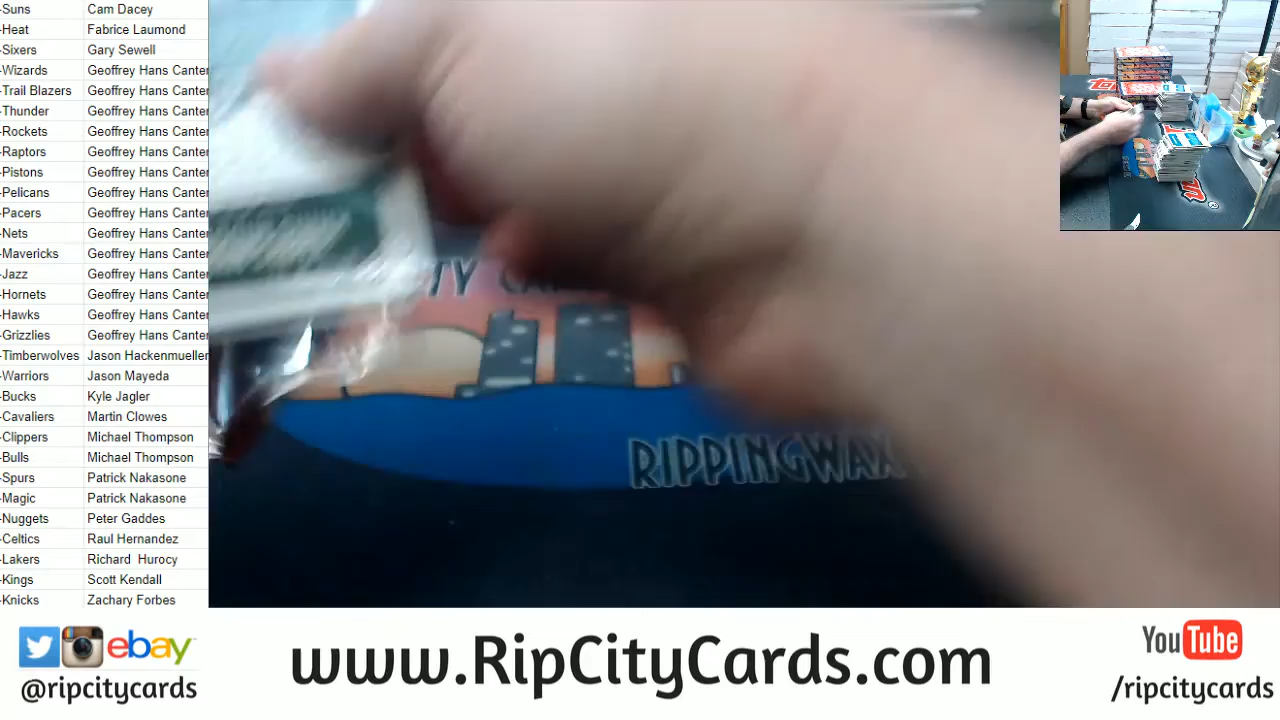 -Suns Cam Dacey
-Heat Fabrice Laumond
-Sixers Gary Sewell
-Wizards Geoffrey Hans Canter
-Trail Blazers Geoffrey Hans Canter
-Thunder Geoffrey Hans Canter
-Rockets Geoffrey Hans Canter
-Raptors Geoffrey Hans Canter
-Pistons Geoffrey Hans Canter
-Pelicans Geoffrey Hans Canter
-Pacers Geoffrey Hans Canter
-Nets Geoffrey Hans Canter
-Mavericks Geoffrey Hans Canter
-Jazz Geoffrey Hans Canter
-Hornets Geoffrey Hans Canter
-Hawks Geoffrey Hans Canter
-Grizzlies Geoffrey Hans Canter
-Timberwolves Jason Hackenmueller
-Warriors Jason Mayeda
-Bucks Kyle Jagler
-Cavaliers Martin Clowes
-Clippers Michael Thompson
-Bulls Michael Thompson
-Spurs Patrick Nakasone
-Magic Patrick Nakasone
-Nuggets Peter Gaddes
-Celtics Raul Hernandez
-Lakers Richard Hurocy
-Kings Scott Kendall
-Knicks Zachary Forbes
RIPPINGWAX
ebay
@ripcitycards
www.RipCityCards.com
YouTube
/ripcitycards